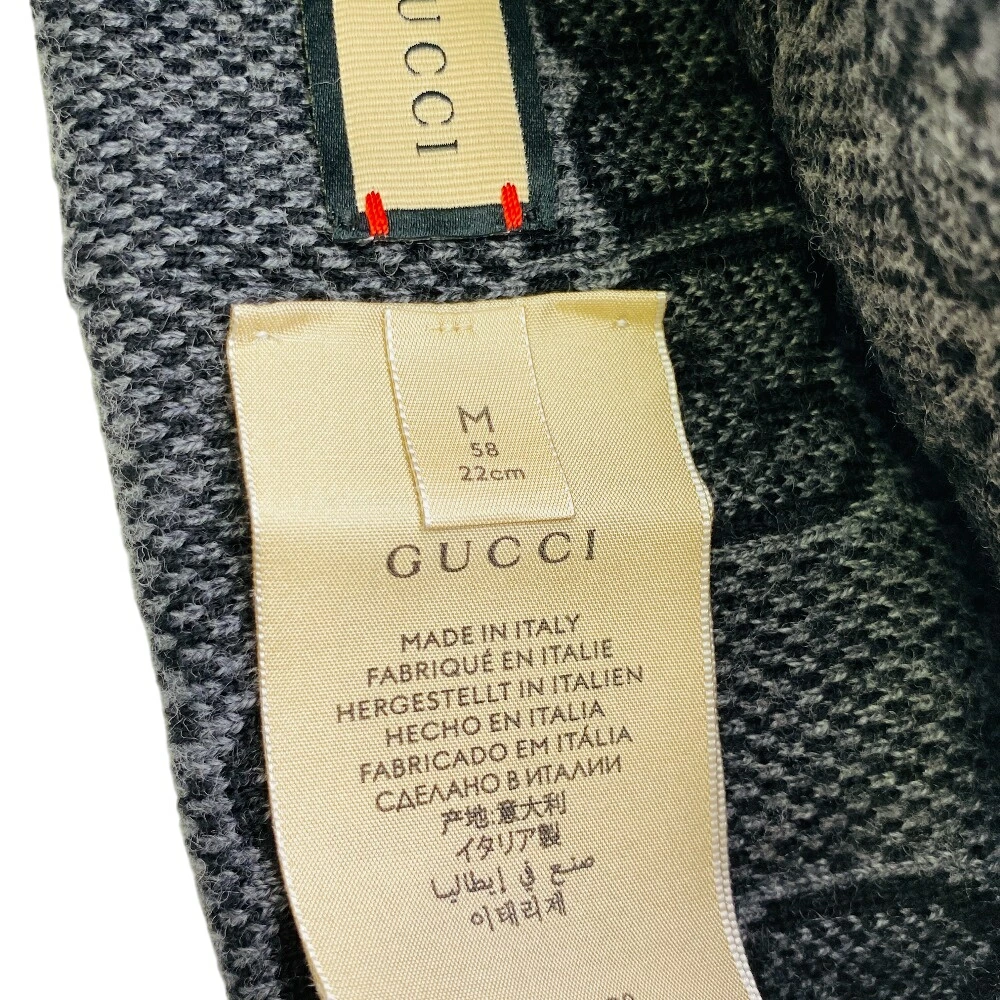 UCCI
M
58
22cm
GUCCI
MADE IN ITALY
FABRIQUÉ EN ITALIE
HERGESTELLT IN ITALIEN
HECHO EN ITALIA
FABRICADO EM ITÁLIA
СДЕЛАНО В ИТАЛИИ
产地:意大利
イタリア製
صنع في إيطاليا
이태리제